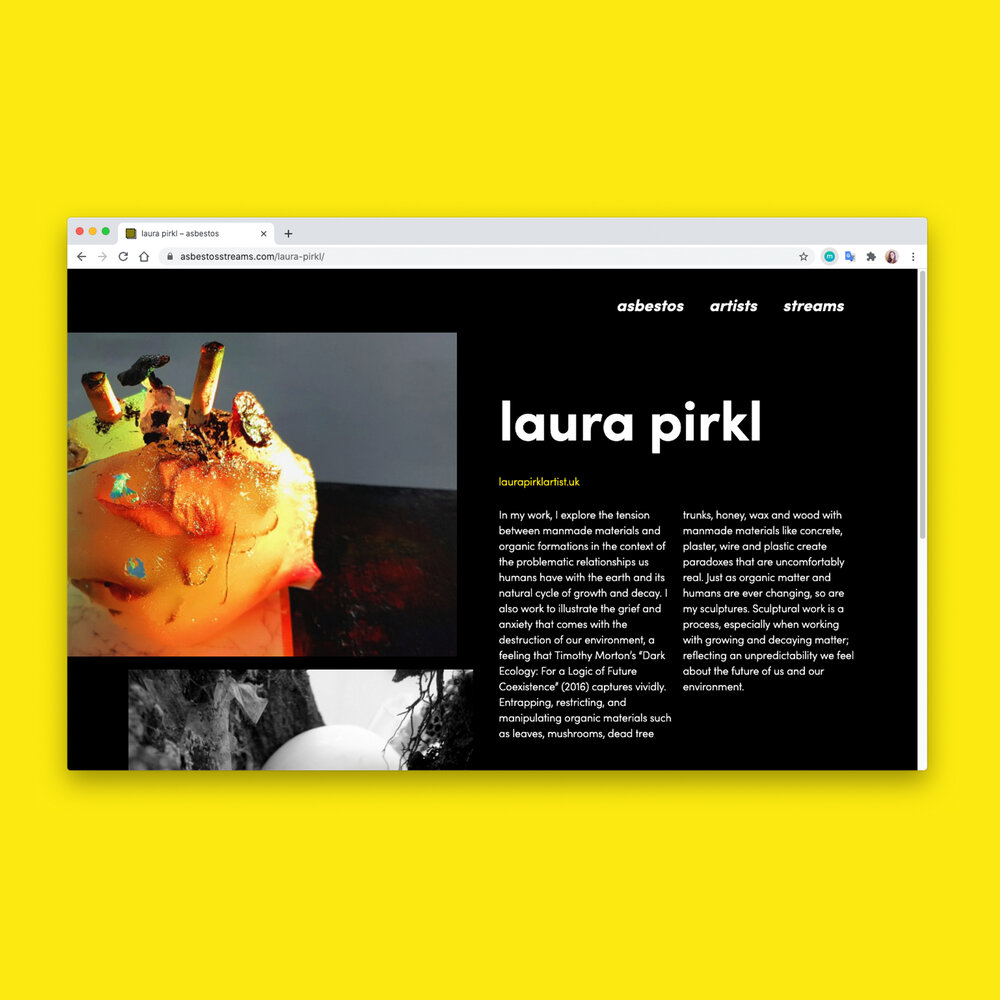 laura pirkl – asbestos
asbestosstreams.com/laura-pirkl/
m
asbestos artists streams
laura pirkl
laurapirklartist.uk
In my work, I explore the tension
between manmade materials and
organic formations in the context of
the problematic relationships us
humans have with the earth and its
natural cycle of growth and decay. I
also work to illustrate the grief and
anxiety that comes with the
destruction of our environment, a
feeling that Timothy Morton's "Dark
Ecology: For a Logic of Future
Coexistence" (2016) captures vividly.
Entrapping, restricting, and
manipulating organic materials such
as leaves, mushrooms, dead tree
trunks, honey, wax and wood with
manmade materials like concrete,
plaster, wire and plastic create
paradoxes that are uncomfortably
real. Just as organic matter and
humans are ever changing, so are
my sculptures. Sculptural work is a
process, especially when working
with growing and decaying matter;
reflecting an unpredictability we feel
about the future of us and our
environment.